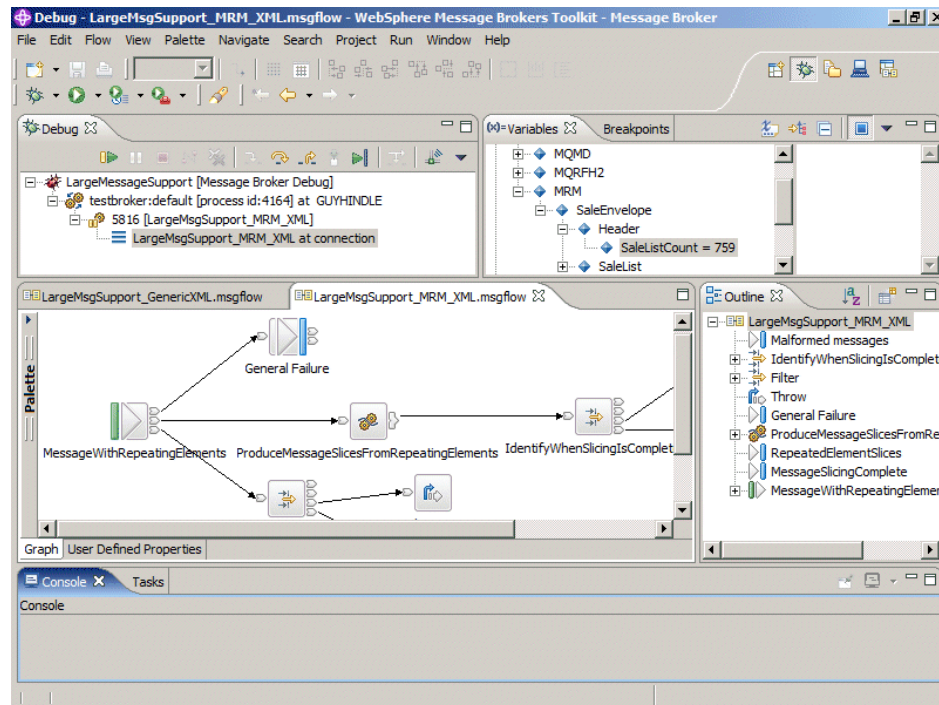 Debug - LargeMsgSupport_MRM_XML.msgflow - WebSphere Message Brokers Toolkit - Message Broker
File Edit Flow View Palette Navigate Search Project Run Window Help
Debug
(x)= Variables Breakpoints
LargeMessageSupport [Message Broker Debug]
testbroker:default [process id:4164] at GUYHINDLE
5816 [LargeMsgSupport_MRM_XML]
LargeMsgSupport_MRM_XML at connection
MQMD
MQRFH2
MRM
SaleEnvelope
Header
SaleListCount = 759
SaleList
LargeMsgSupport_GenericXML.msgflow
LargeMsgSupport_MRM_XML.msgflow
Outline
Palette
General Failure
MessageWithRepeatingElements
ProduceMessageSlicesFromRepeatingElements
IdentifyWhenSlicingIsComplet
Graph User Defined Properties
LargeMsgSupport_MRM_XML
Malformed messages
IdentifyWhenSlicingIsComplet
Filter
Throw
General Failure
ProduceMessageSlicesFromRe
RepeatedElementSlices
MessageSlicingComplete
MessageWithRepeatingElemer
Console Tasks
Console